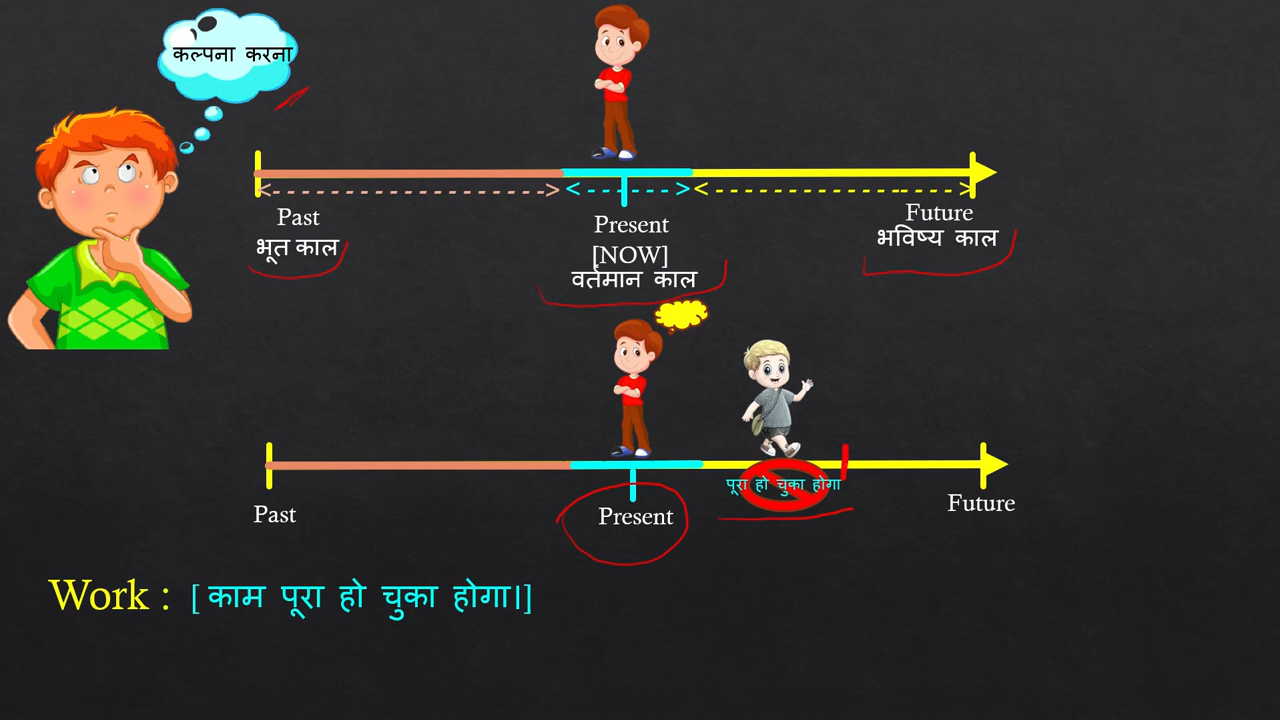 कल्पना करना
Past
भूत काल
Present
[NOW]
वर्तमान काल
Future
भविष्य काल
पूरा हो चुका होगा
Past
Present
Future
Work : [ काम पूरा हो चुका होगा।]